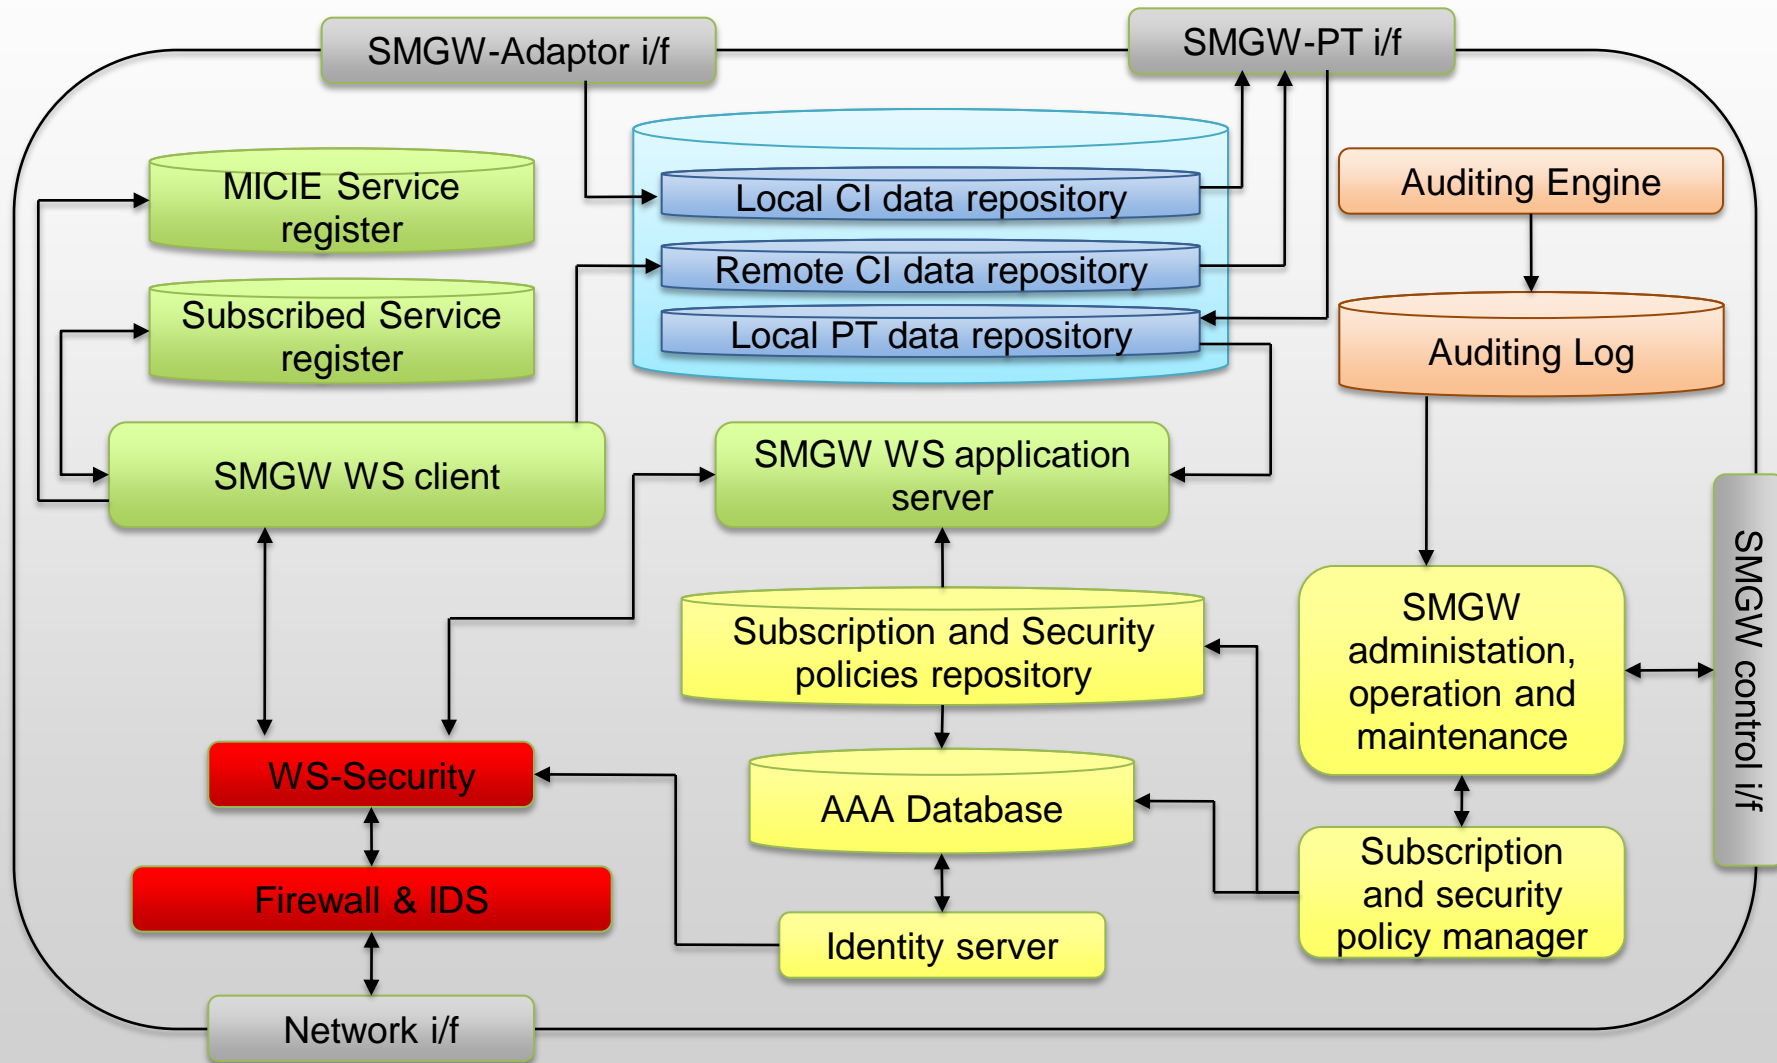 SMGW-Adaptor i/f
SMGW-PT i/f
MICIE Service
register
Local CI data repository
Auditing Engine
Remote CI data repository
Subscribed Service
register
Local PT data repository
Auditing Log
SMGW WS client
SMGW WS application
server
SMGW control i/f
SMGW
administation,
operation and
maintenance
Subscription and Security
policies repository
WS-Security
AAA Database
Subscription
and security
policy manager
Firewall & IDS
Identity server
Network i/f